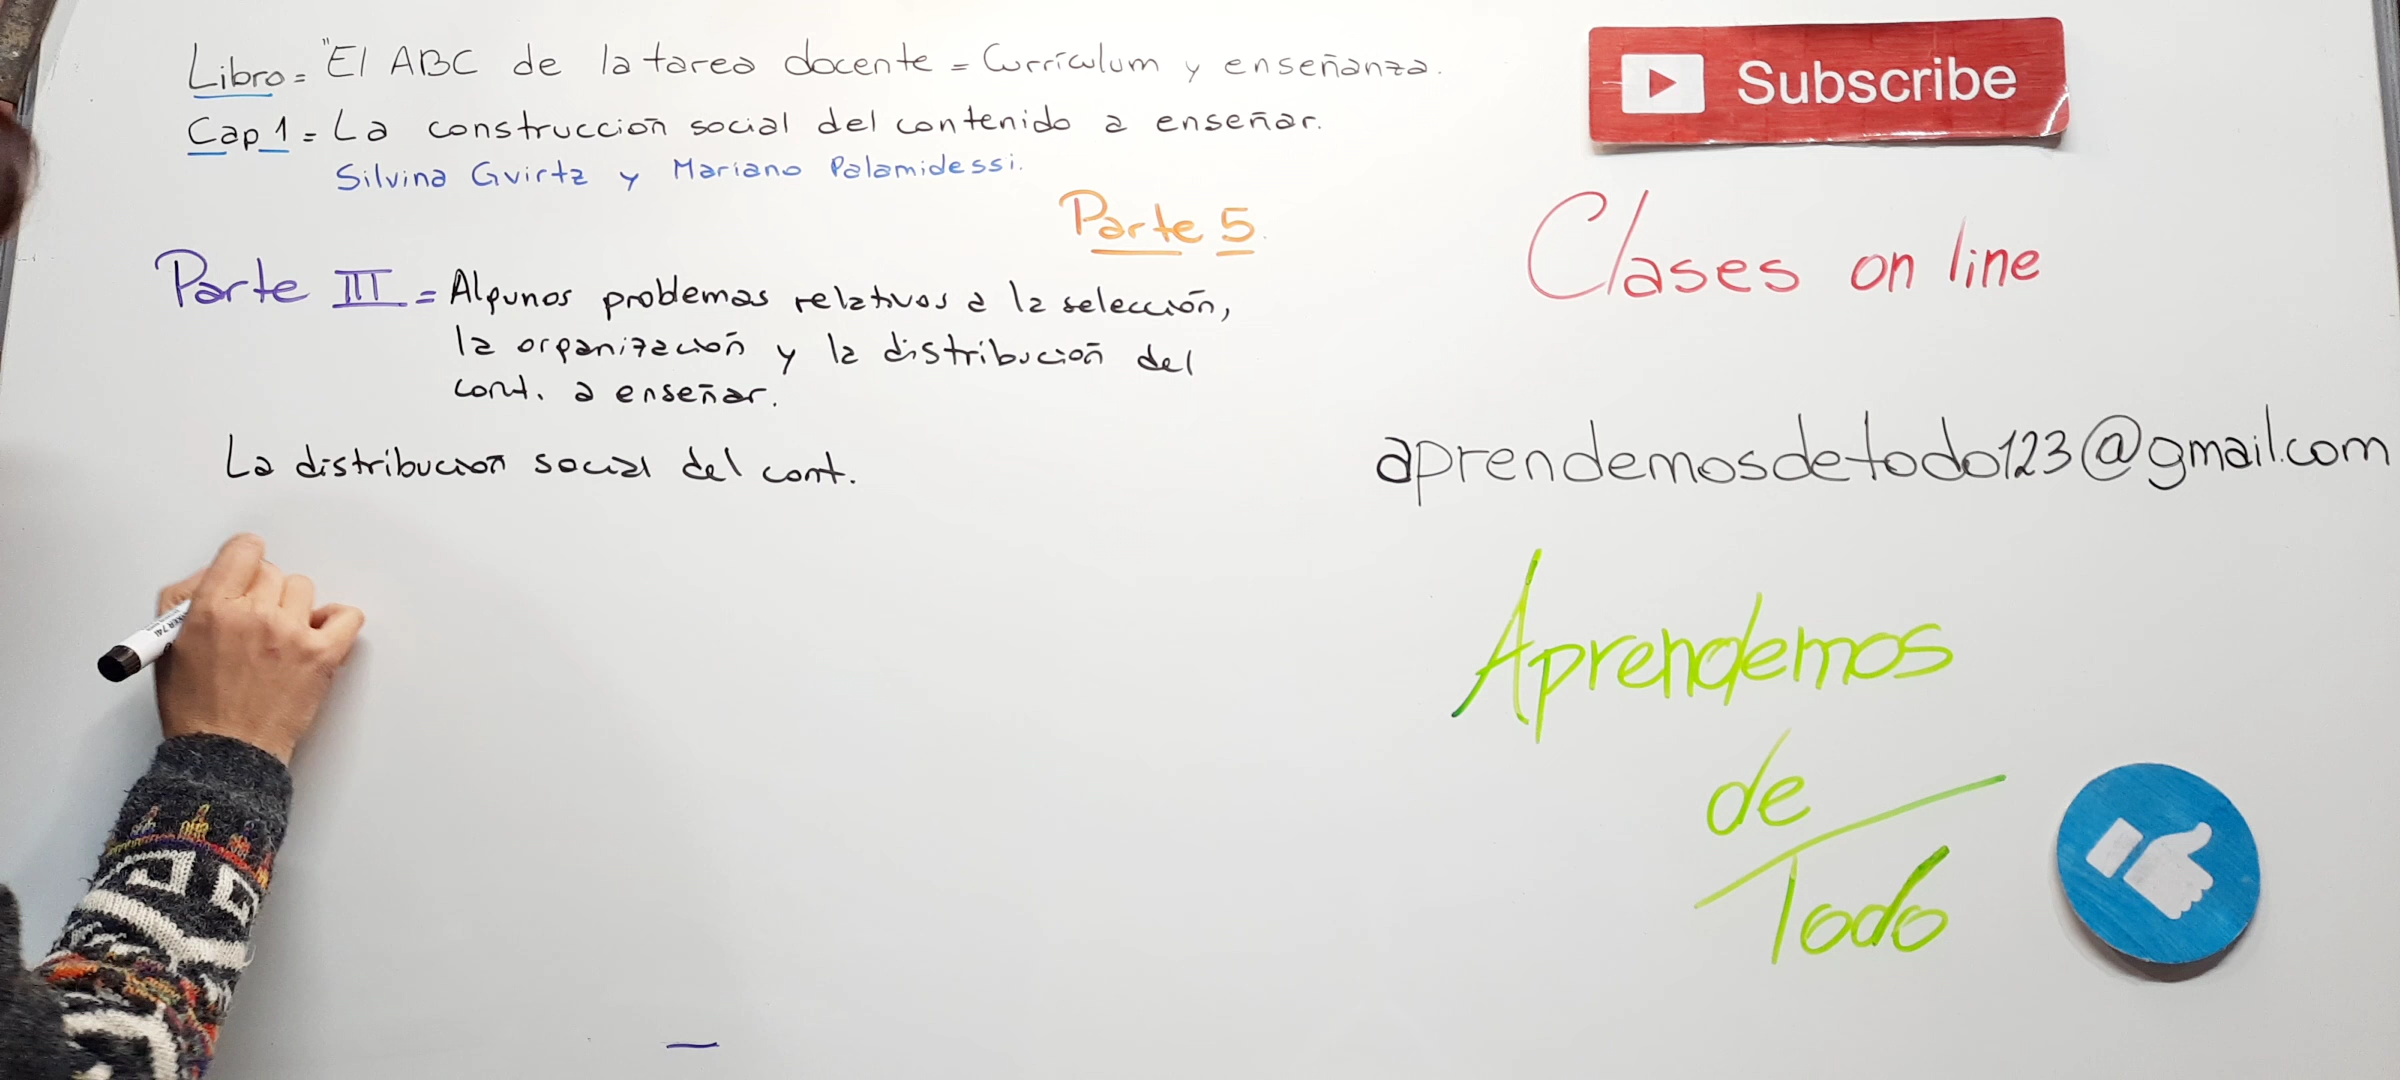 Libro = "El ABC de la tarea docente = Currículum y enseñanza.
Cap 1 = La construcción social del contenido a enseñar.
Silvina Gvirtz y Mariano Palamidessi.
Parte 5.
Parte III = Algunos problemas relativos a la selección,
la organización y la distribución del
cont. a enseñar.
La distribución social del cont.
Subscribe
Clases on line
aprendemosdetodo123@gmail.com
Aprendemos
de
Todo